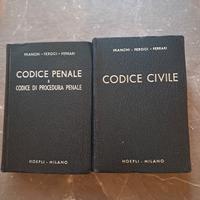 FRANCHI - FEROCI - FERRARI
CODICE PENALE
E
CODICE DI PROCEDURA PENALE
HOEPLI - MILANO
FRANCHI - FEROCI - FERRARI
CODICE CIVILE
HOEPLI - MILANO